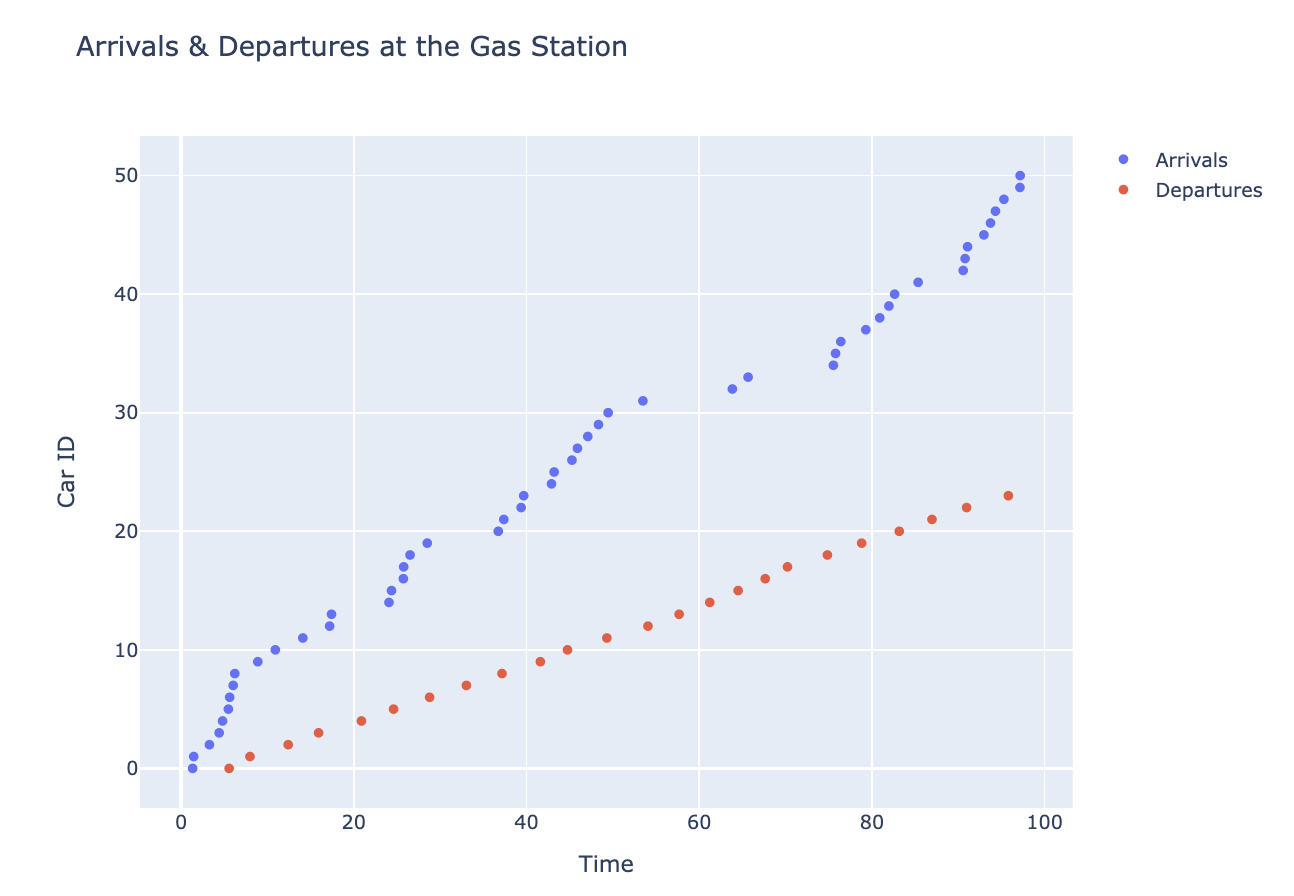 Arrivals & Departures at the Gas Station
Arrivals
Departures
50
40
30
20
10
0
Car ID
0 20 40 60 80 100
Time